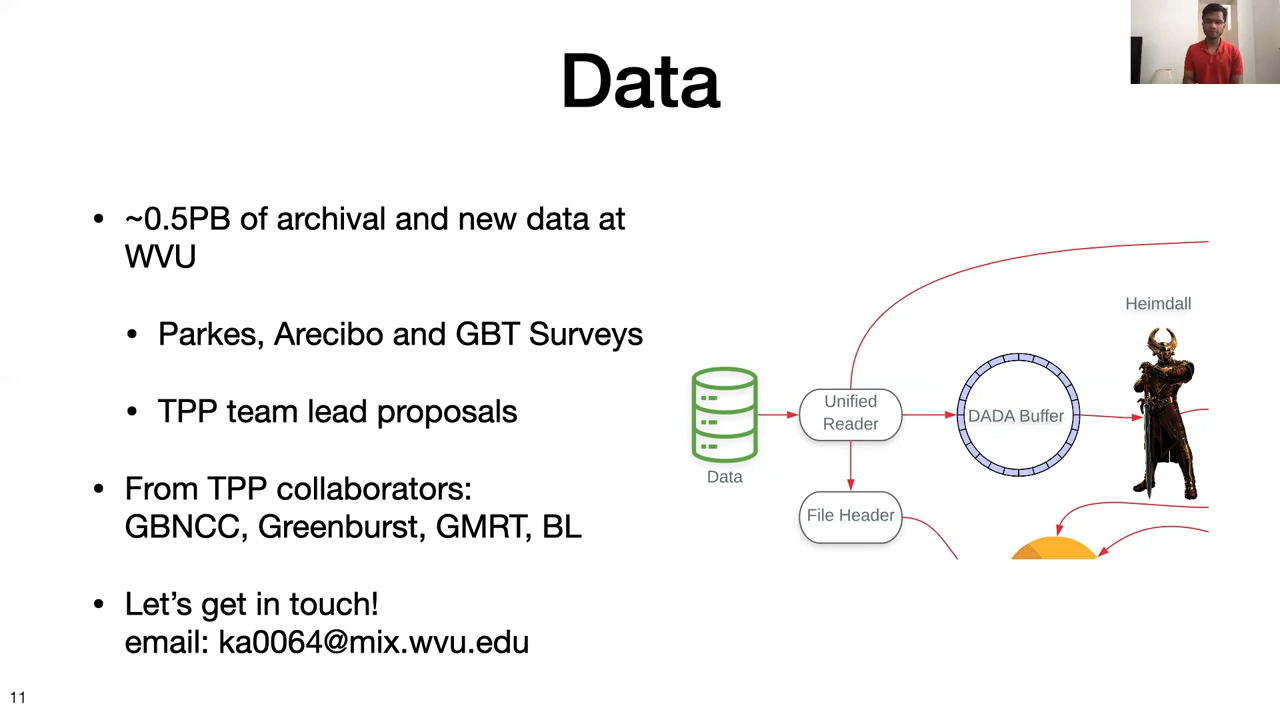 Data
• ~0.5PB of archival and new data at
WVU
• Parkes, Arecibo and GBT Surveys
• TPP team lead proposals
• From TPP collaborators:
GBNCC, Greenburst, GMRT, BL
• Let’s get in touch!
email: ka0064@mix.wvu.edu
Heimdall
Unified
Reader
DADA Buffer
Data
File Header
11